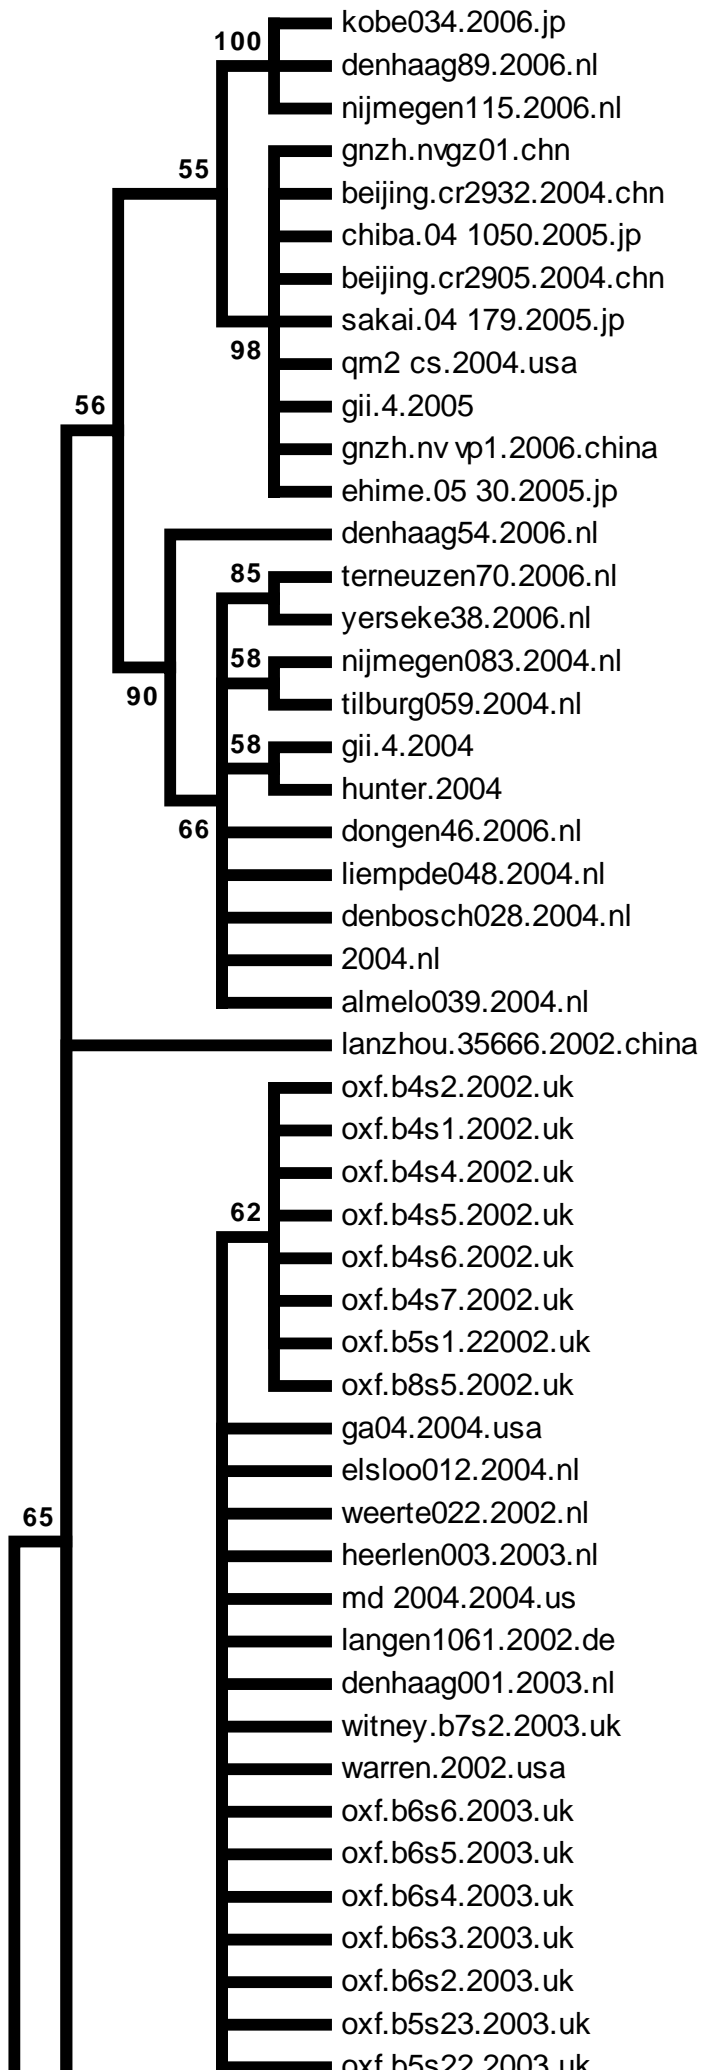 kobe034.2006.jp
100
denhaag89.2006.nl
nijmegen115.2006.nl
gnzh.nvgz01.chn
55
beijing.cr2932.2004.chn
chiba.04 1050.2005.jp
beijing.cr2905.2004.chn
sakai.04 179.2005.jp
98
qm2 cs.2004.usa
gii.4.2005
56
gnzh.nv vp1.2006.china
ehime.05 30.2005.jp
denhaag54.2006.nl
85
terneuzen70.2006.nl
yerseke38.2006.nl
58
nijmegen083.2004.nl
90
tilburg059.2004.nl
58
gii.4.2004
hunter.2004
66
dongen46.2006.nl
liempde048.2004.nl
denbosch028.2004.nl
2004.nl
almelo039.2004.nl
lanzhou.35666.2002.china
oxf.b4s2.2002.uk
oxf.b4s1.2002.uk
oxf.b4s4.2002.uk
62
oxf.b4s5.2002.uk
oxf.b4s6.2002.uk
oxf.b4s7.2002.uk
oxf.b5s1.22002.uk
oxf.b8s5.2002.uk
ga04.2004.usa
elsloo012.2004.nl
65
weerte022.2002.nl
heerlen003.2003.nl
md 2004.2004.us
langen1061.2002.de
denhaag001.2003.nl
witney.b7s2.2003.uk
warren.2002.usa
oxf.b6s6.2003.uk
oxf.b6s5.2003.uk
oxf.b6s4.2003.uk
oxf.b6s3.2003.uk
oxf.b6s2.2003.uk
oxf.b5s23.2003.uk
oxf.b5s22.2003.uk